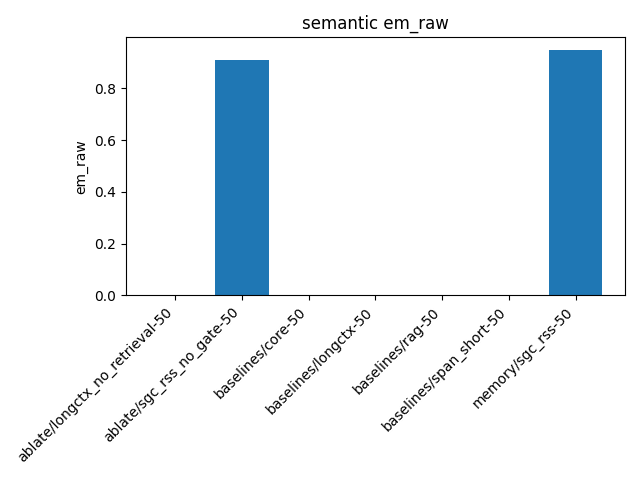 semantic em_raw
em_raw
0.8
0.6
0.4
0.2
0.0
ablate/longctx_no_retrieval-50
ablate/sgc_rss_no_gate-50
baselines/core-50
baselines/longctx-50
baselines/rag-50
baselines/span_short-50
memory/sgc_rss-50